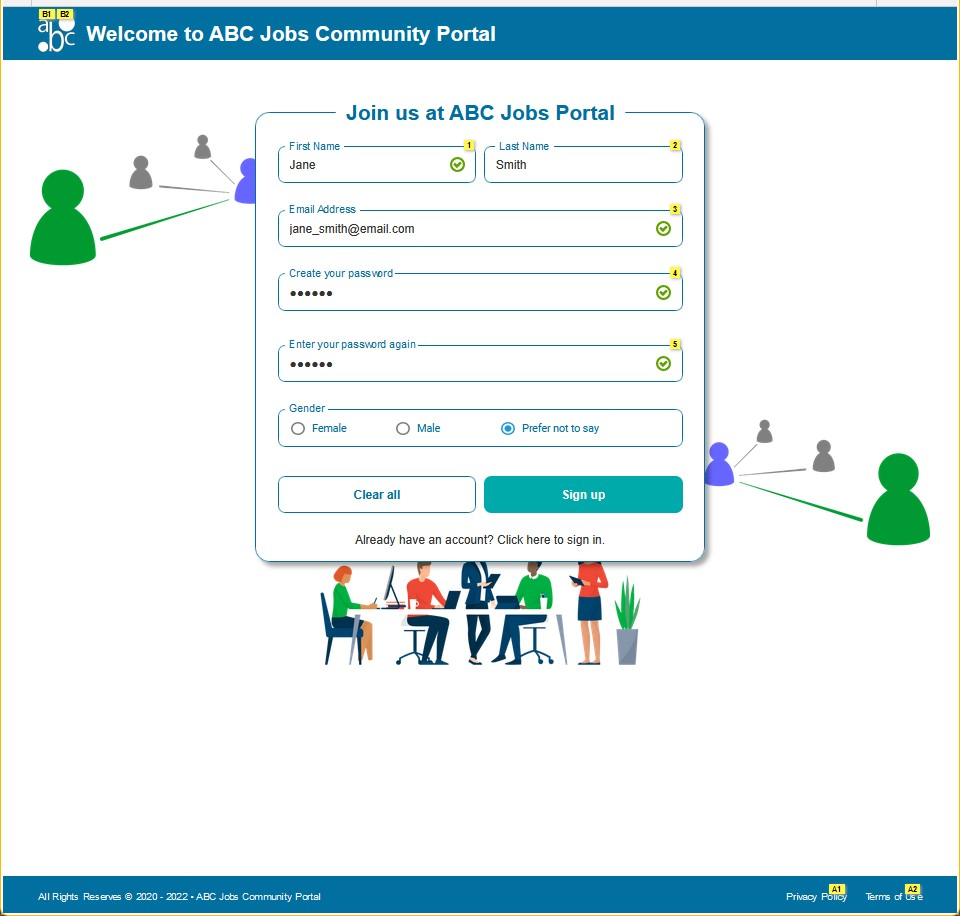 B1 B2
abc
Welcome to ABC Jobs Community Portal
Join us at ABC Jobs Portal
First Name 1
Last Name 2
Jane
Smith
Email Address 3
jane_smith@email.com
Create your password 4
••••••
Enter your password again 5
••••••
Gender
Female Male Prefer not to say
Clear all Sign up
Already have an account? Click here to sign in.
A1 A2
All Rights Reserves © 2020 - 2022 • ABC Jobs Community Portal Privacy Policy Terms of use